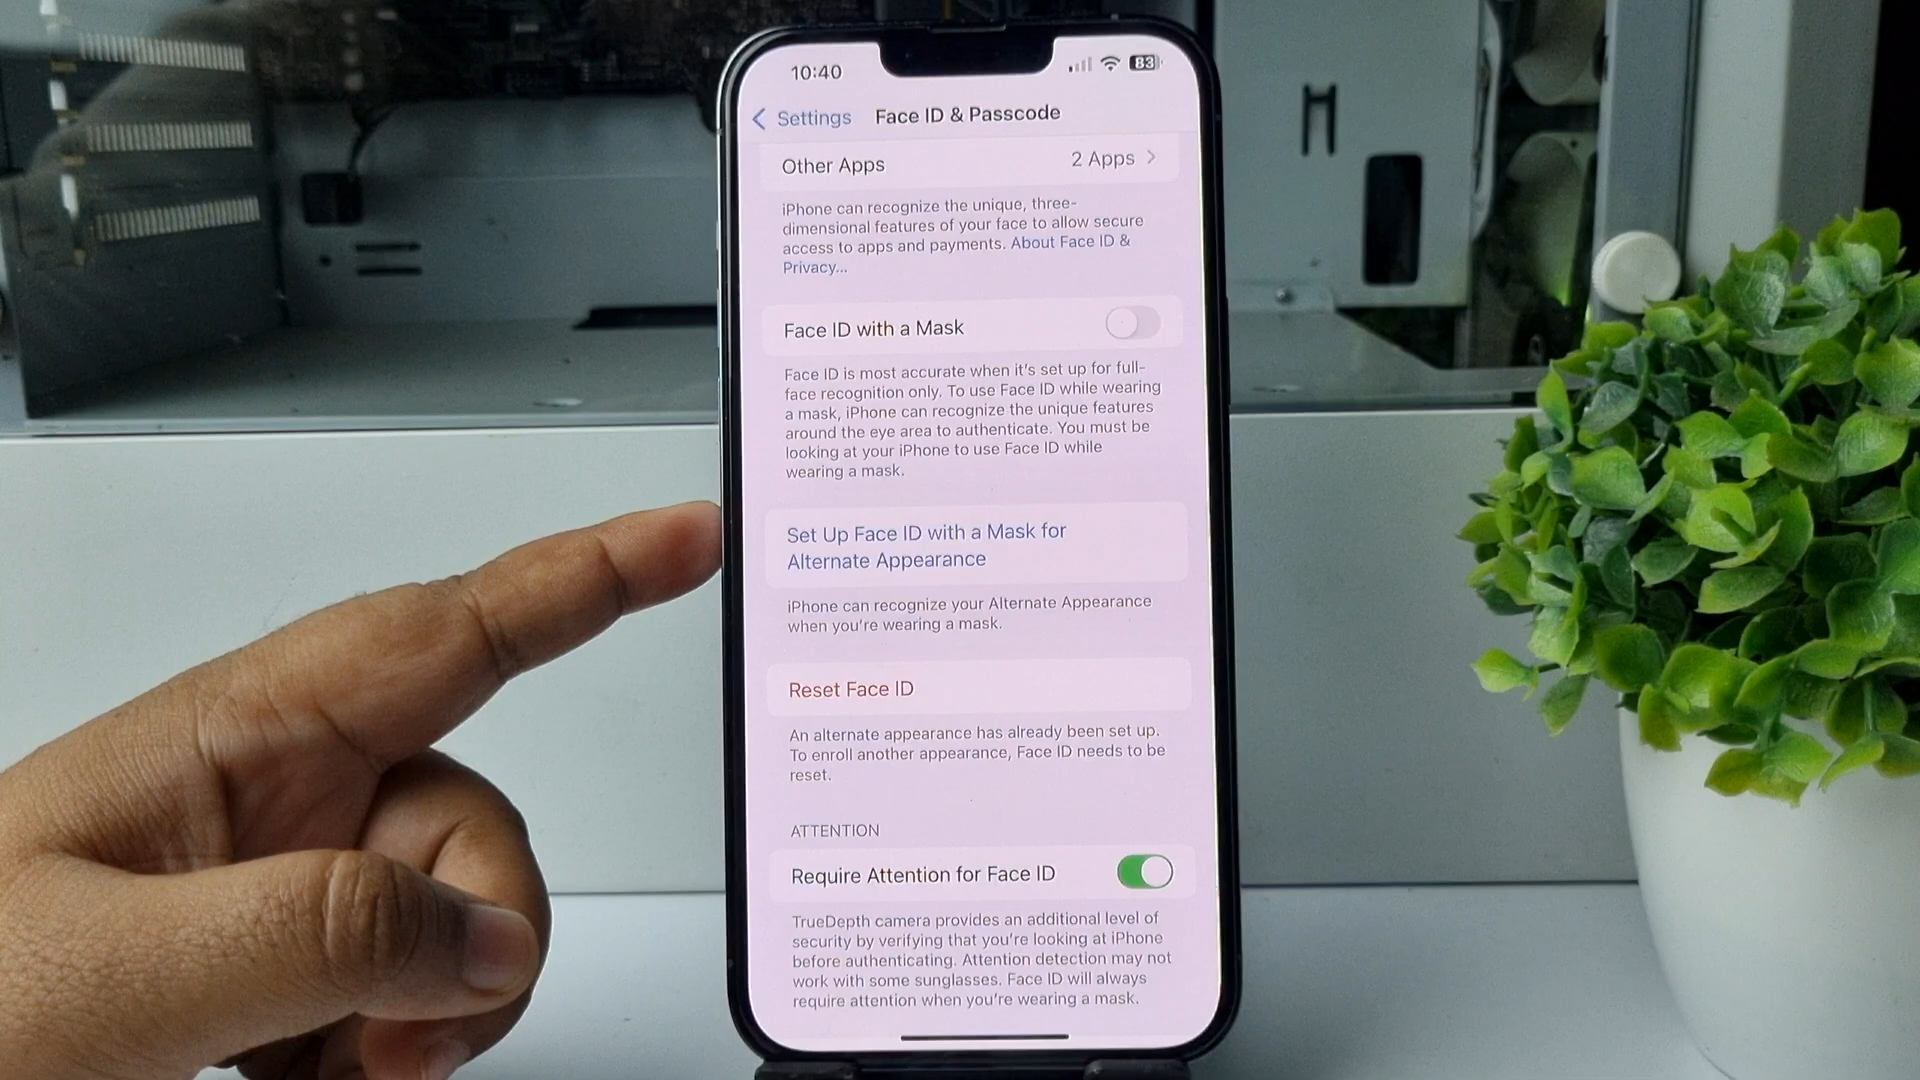 10:40
83
Settings Face ID & Passcode
Other Apps 2 Apps
iPhone can recognize the unique, three-
dimensional features of your face to allow secure
access to apps and payments. About Face ID &
Privacy...
Face ID with a Mask
Face ID is most accurate when it's set up for full-
face recognition only. To use Face ID while wearing
a mask, iPhone can recognize the unique features
around the eye area to authenticate. You must be
looking at your iPhone to use Face ID while
wearing a mask.
Set Up Face ID with a Mask for
Alternate Appearance
iPhone can recognize your Alternate Appearance
when you're wearing a mask.
Reset Face ID
An alternate appearance has already been set up.
To enroll another appearance, Face ID needs to be
reset.
ATTENTION
Require Attention for Face ID
TrueDepth camera provides an additional level of
security by verifying that you're looking at iPhone
before authenticating. Attention detection may not
work with some sunglasses. Face ID will always
require attention when you're wearing a mask.